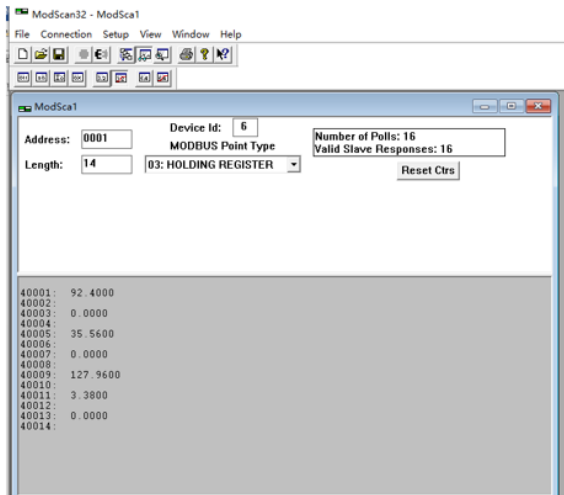 ModScan32 - ModSca1
File Connection Setup View Window Help
ModSca1
Address: 0001
Device Id: 6
MODBUS Point Type
Number of Polls: 16
Valid Slave Responses: 16
Length: 14
03: HOLDING REGISTER
Reset Ctrs
40001: 92.4000
40002:
40003: 0.0000
40004:
40005: 35.5600
40006:
40007: 0.0000
40008:
40009: 127.9600
40010:
40011: 3.3800
40012:
40013: 0.0000
40014: